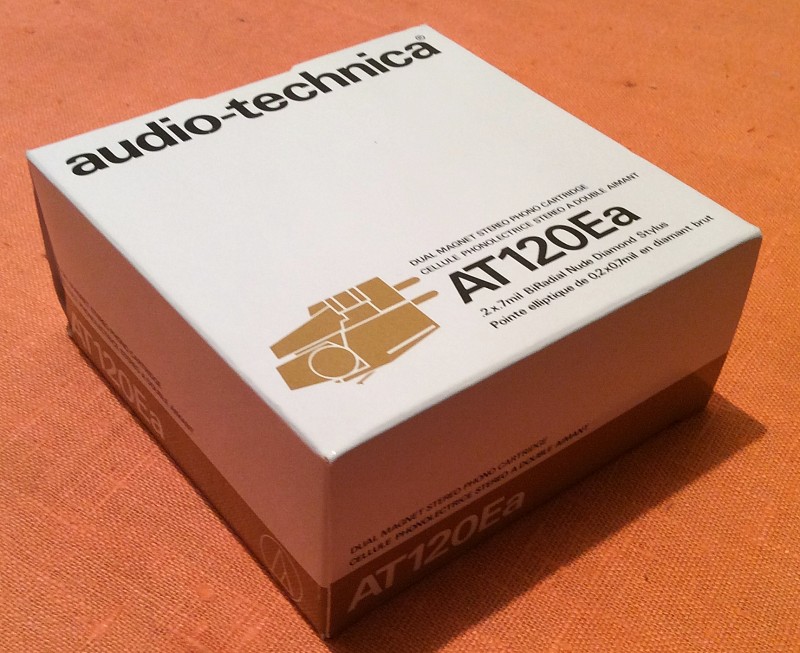 audio-technica®
DUAL MAGNET STEREO PHONO CARTRIDGE
CELLULE PHONOLECTRICE STEREO A DOUBLE AIMANT
AT120Ea
.2x.7mil BiRadial Nude Diamond Stylus
Pointe elliptique de 0,2x0,7mil en diamant brut
DUAL MAGNET STEREO PHONO CARTRIDGE
CELLULE PHONOLECTRICE STEREO A DOUBLE AIMANT
AT120Ea
AT120Ea